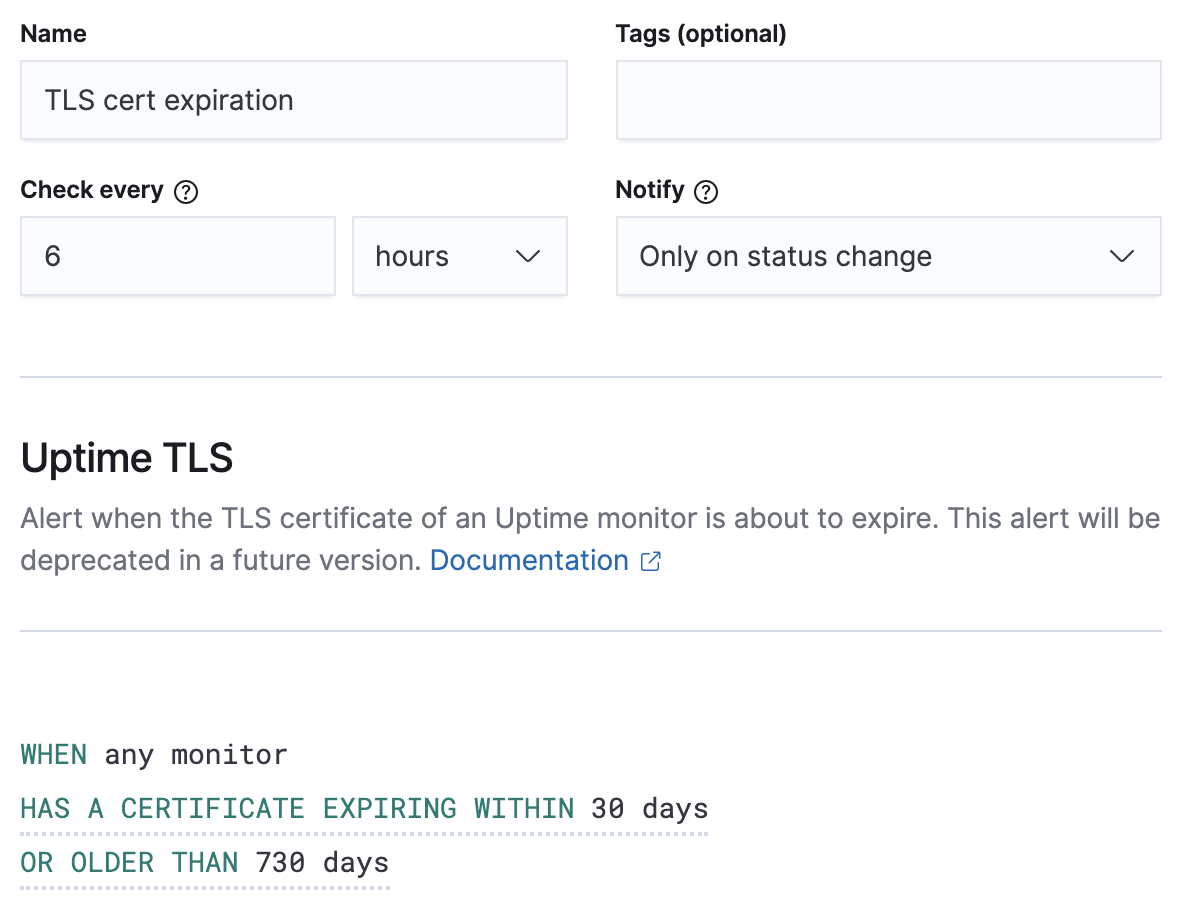 Name
Tags (optional)
TLS cert expiration
Check every
Notify
6
hours
Only on status change
Uptime TLS
Alert when the TLS certificate of an Uptime monitor is about to expire. This alert will be
deprecated in a future version. Documentation
WHEN any monitor
HAS A CERTIFICATE EXPIRING WITHIN 30 days
OR OLDER THAN 730 days